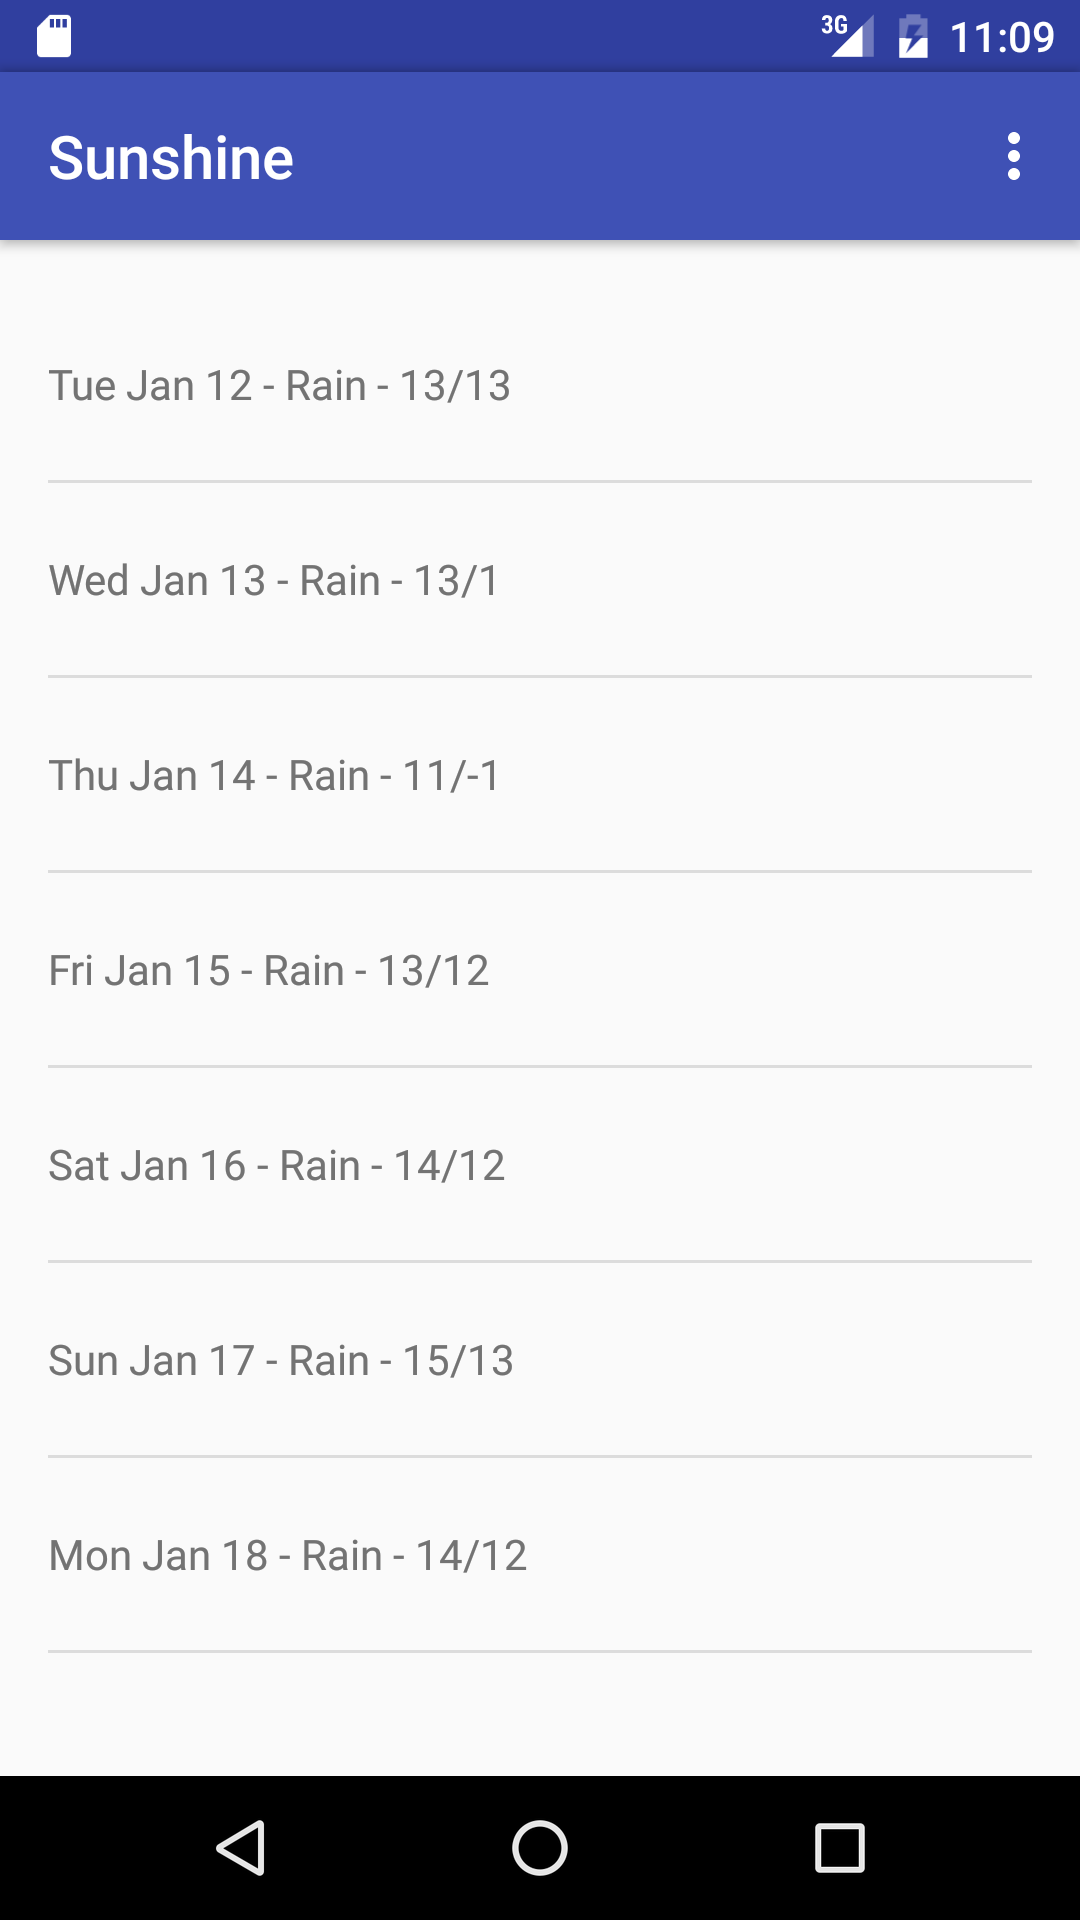 3G 11:09
Sunshine
Tue Jan 12 - Rain - 13/13
Wed Jan 13 - Rain - 13/1
Thu Jan 14 - Rain - 11/-1
Fri Jan 15 - Rain - 13/12
Sat Jan 16 - Rain - 14/12
Sun Jan 17 - Rain - 15/13
Mon Jan 18 - Rain - 14/12